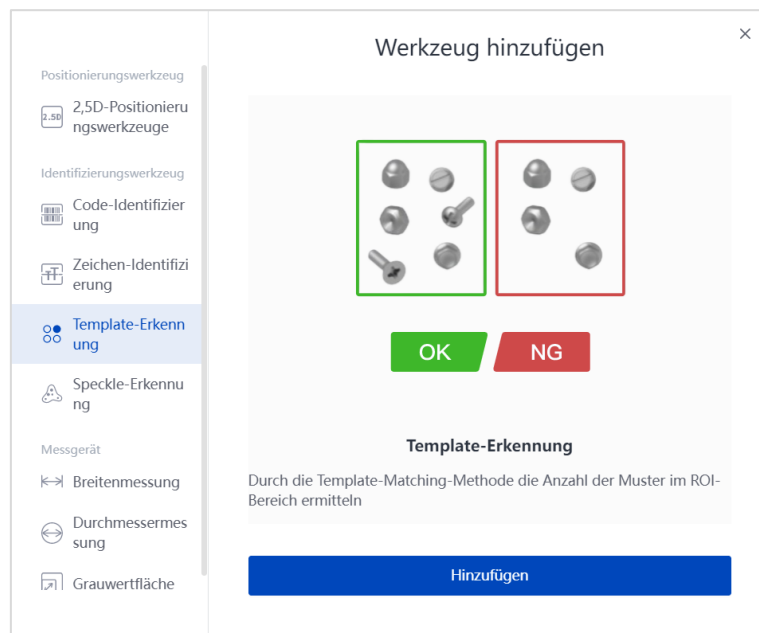 Werkzeug hinzufügen
Positionierungswerkzeug
2.5D
2,5D-Positionieru
ngswerkzeuge
Identifizierungswerkzeug
Code-Identifizier
ung
Zeichen-Identifizi
erung
Template-Erkenn
ung
Speckle-Erkennu
ng
Messgerät
Breitenmessung
Durchmessermes
sung
Grauwertfläche
OK
NG
Template-Erkennung
Durch die Template-Matching-Methode die Anzahl der Muster im ROI-
Bereich ermitteln
Hinzufügen